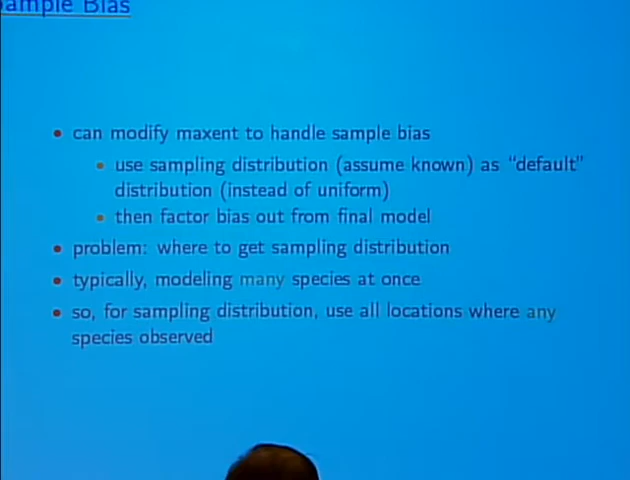 Sample Bias
• can modify maxent to handle sample bias
• use sampling distribution (assume known) as “default”
distribution (instead of uniform)
• then factor bias out from final model
• problem: where to get sampling distribution
• typically, modeling many species at once
• so, for sampling distribution, use all locations where any
species observed